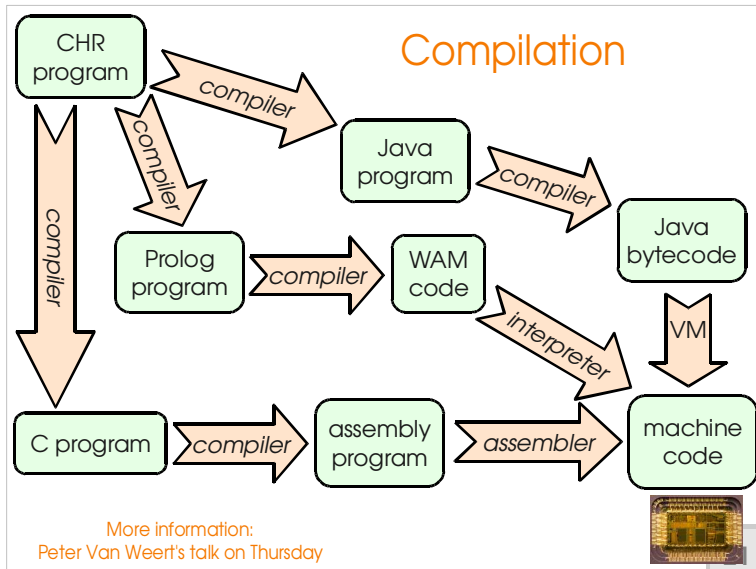 Compilation
CHR
program
compiler
compiler
compiler
Java
program
compiler
Java
bytecode
Prolog
program
compiler
WAM
code
interpreter
VM
C program
compiler
assembly
program
assembler
machine
code
More information:
Peter Van Weert's talk on Thursday